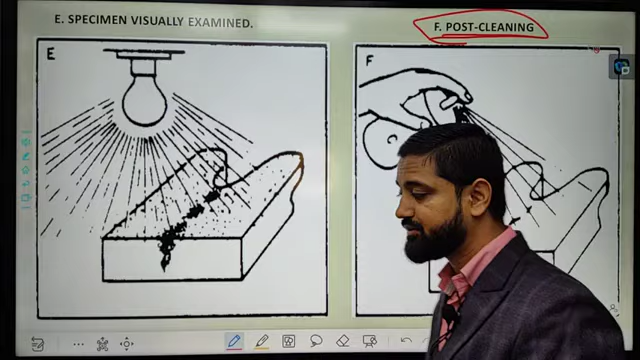 E. SPECIMEN VISUALLY EXAMINED.
F. POST-CLEANING
E
F